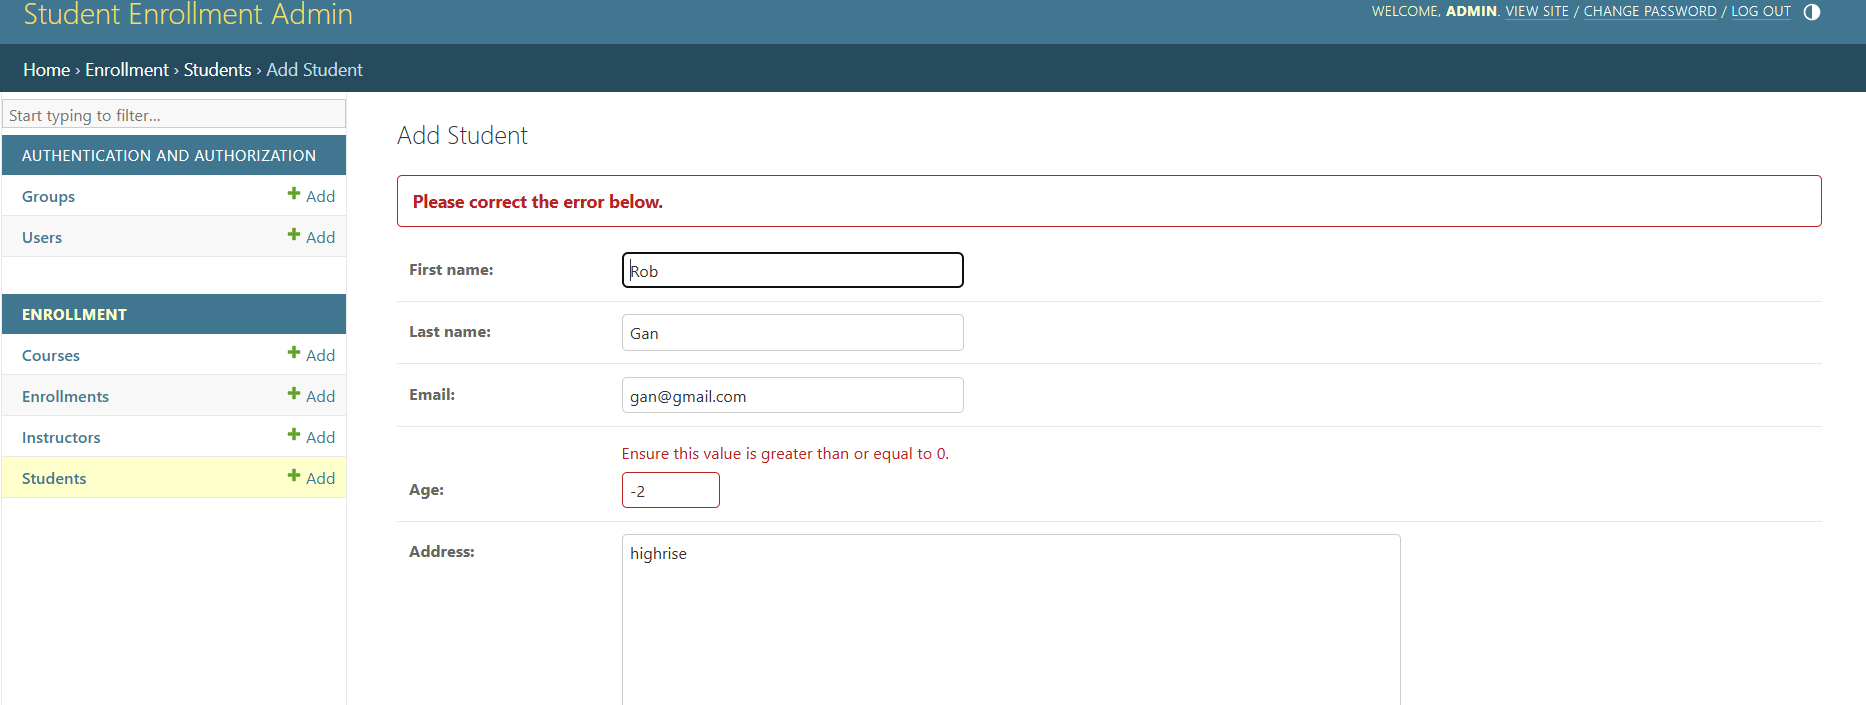 Student Enrollment Admin
WELCOME, ADMIN. VIEW SITE / CHANGE PASSWORD / LOG OUT
Home › Enrollment › Students › Add Student
Start typing to filter...
AUTHENTICATION AND AUTHORIZATION
Groups
Add
Users
Add
ENROLLMENT
Courses
Add
Enrollments
Add
Instructors
Add
Students
Add
Add Student
Please correct the error below.
First name:
Rob
Last name:
Gan
Email:
gan@gmail.com
Ensure this value is greater than or equal to 0.
Age:
-2
Address:
highrise